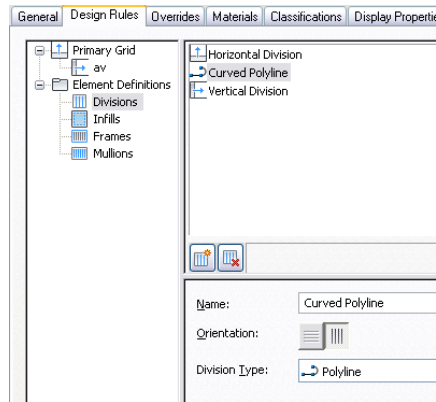 General Design Rules Overrides Materials Classifications Display
Primary Grid
av
Element Definitions
Divisions
Infills
Frames
Mullions
Horizontal Division
Curved Polyline
Vertical Division
Name: Curved Polyline
Orientation:
Division Type: Polyline